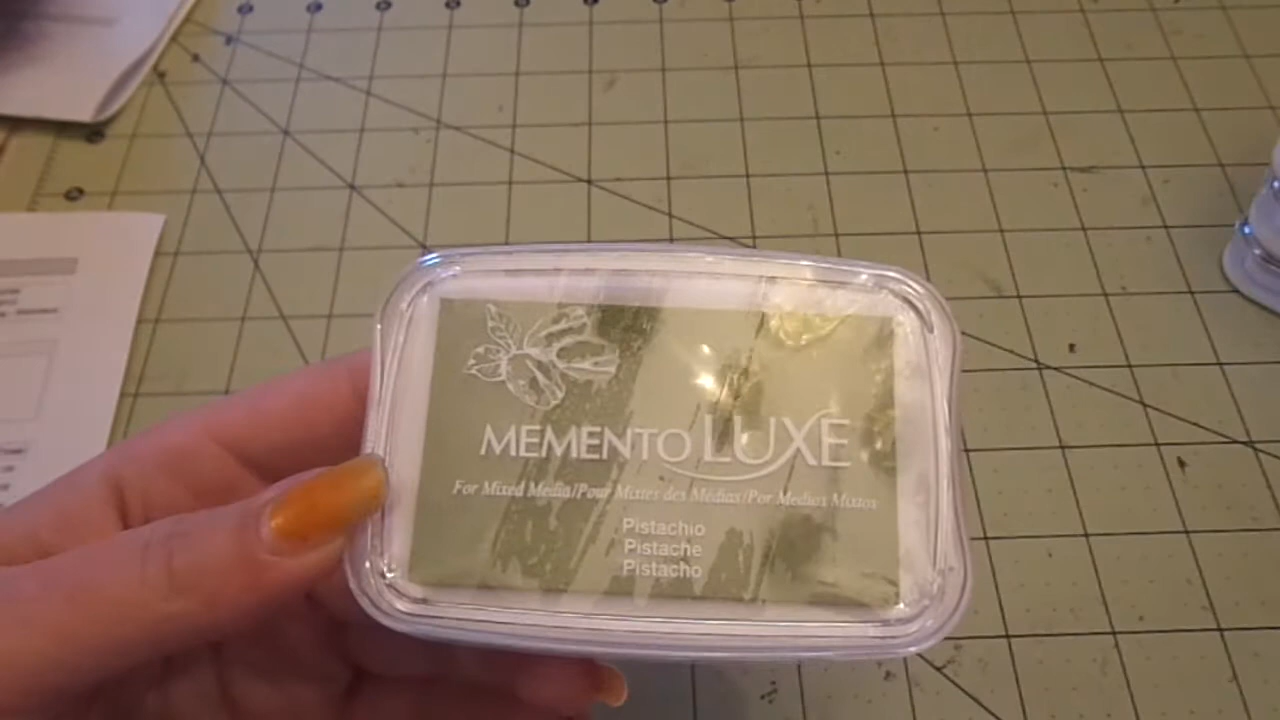 MEMENTO LUXE
For Mixed Media/Pour Mixtes des Médias/Por Medios Mixtos
Pistachio
Pistache
Pistacho